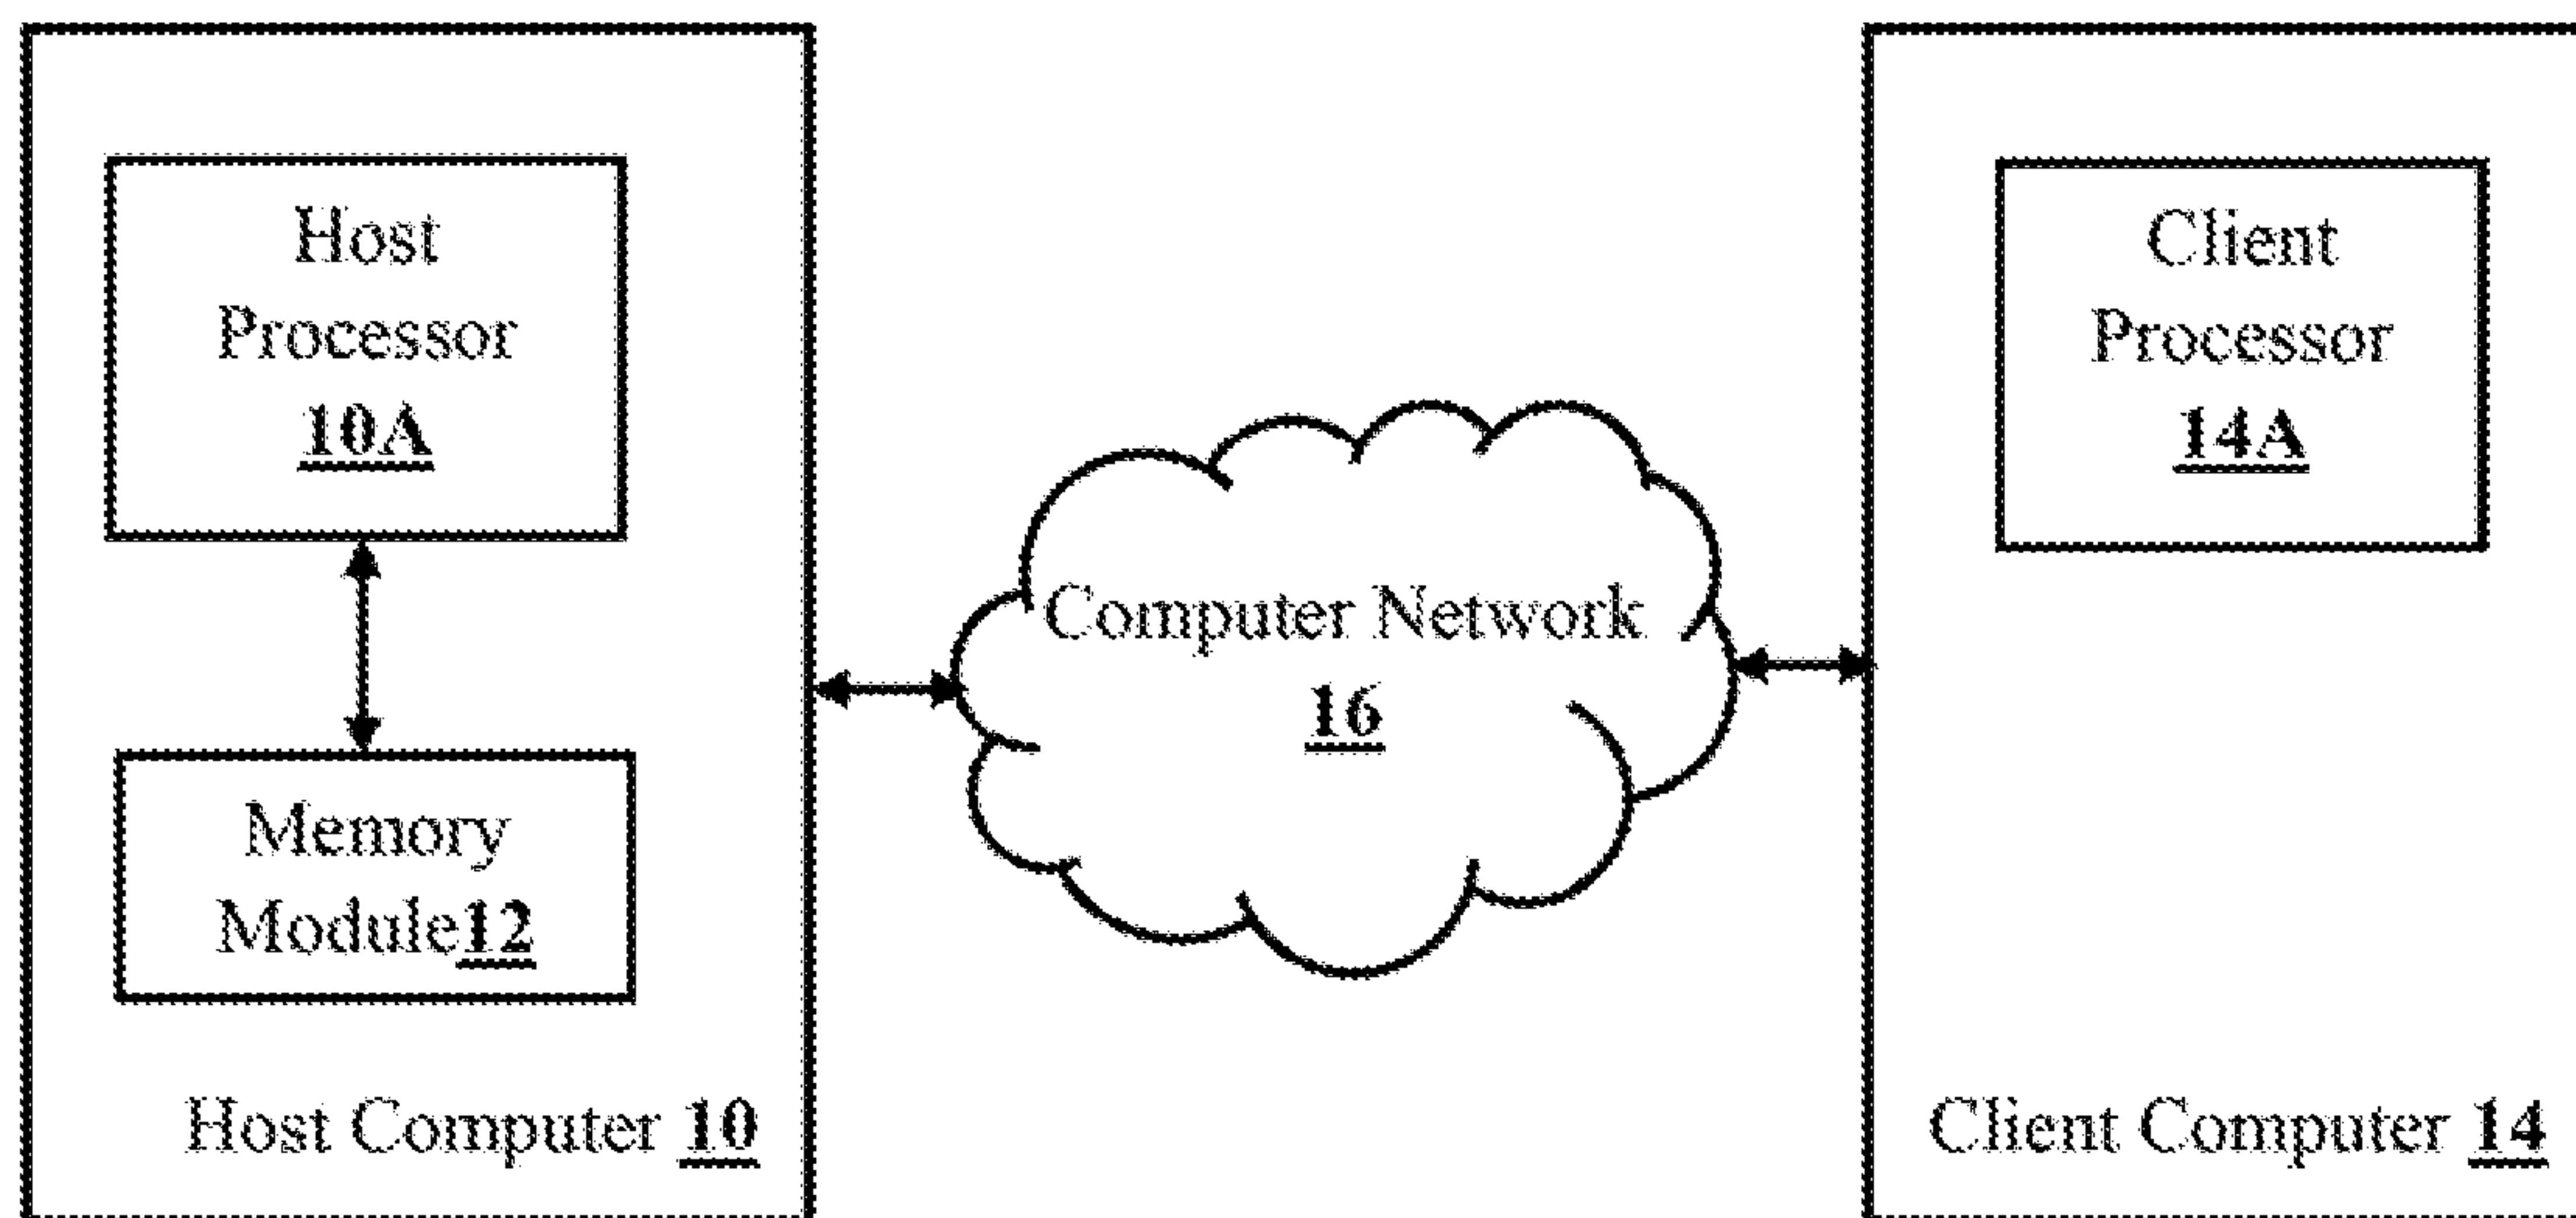 Host
Processor
10A
Memory
Module12
Host Computer 10
Computer Network
16
Client
Processor
14A
Client Computer 14